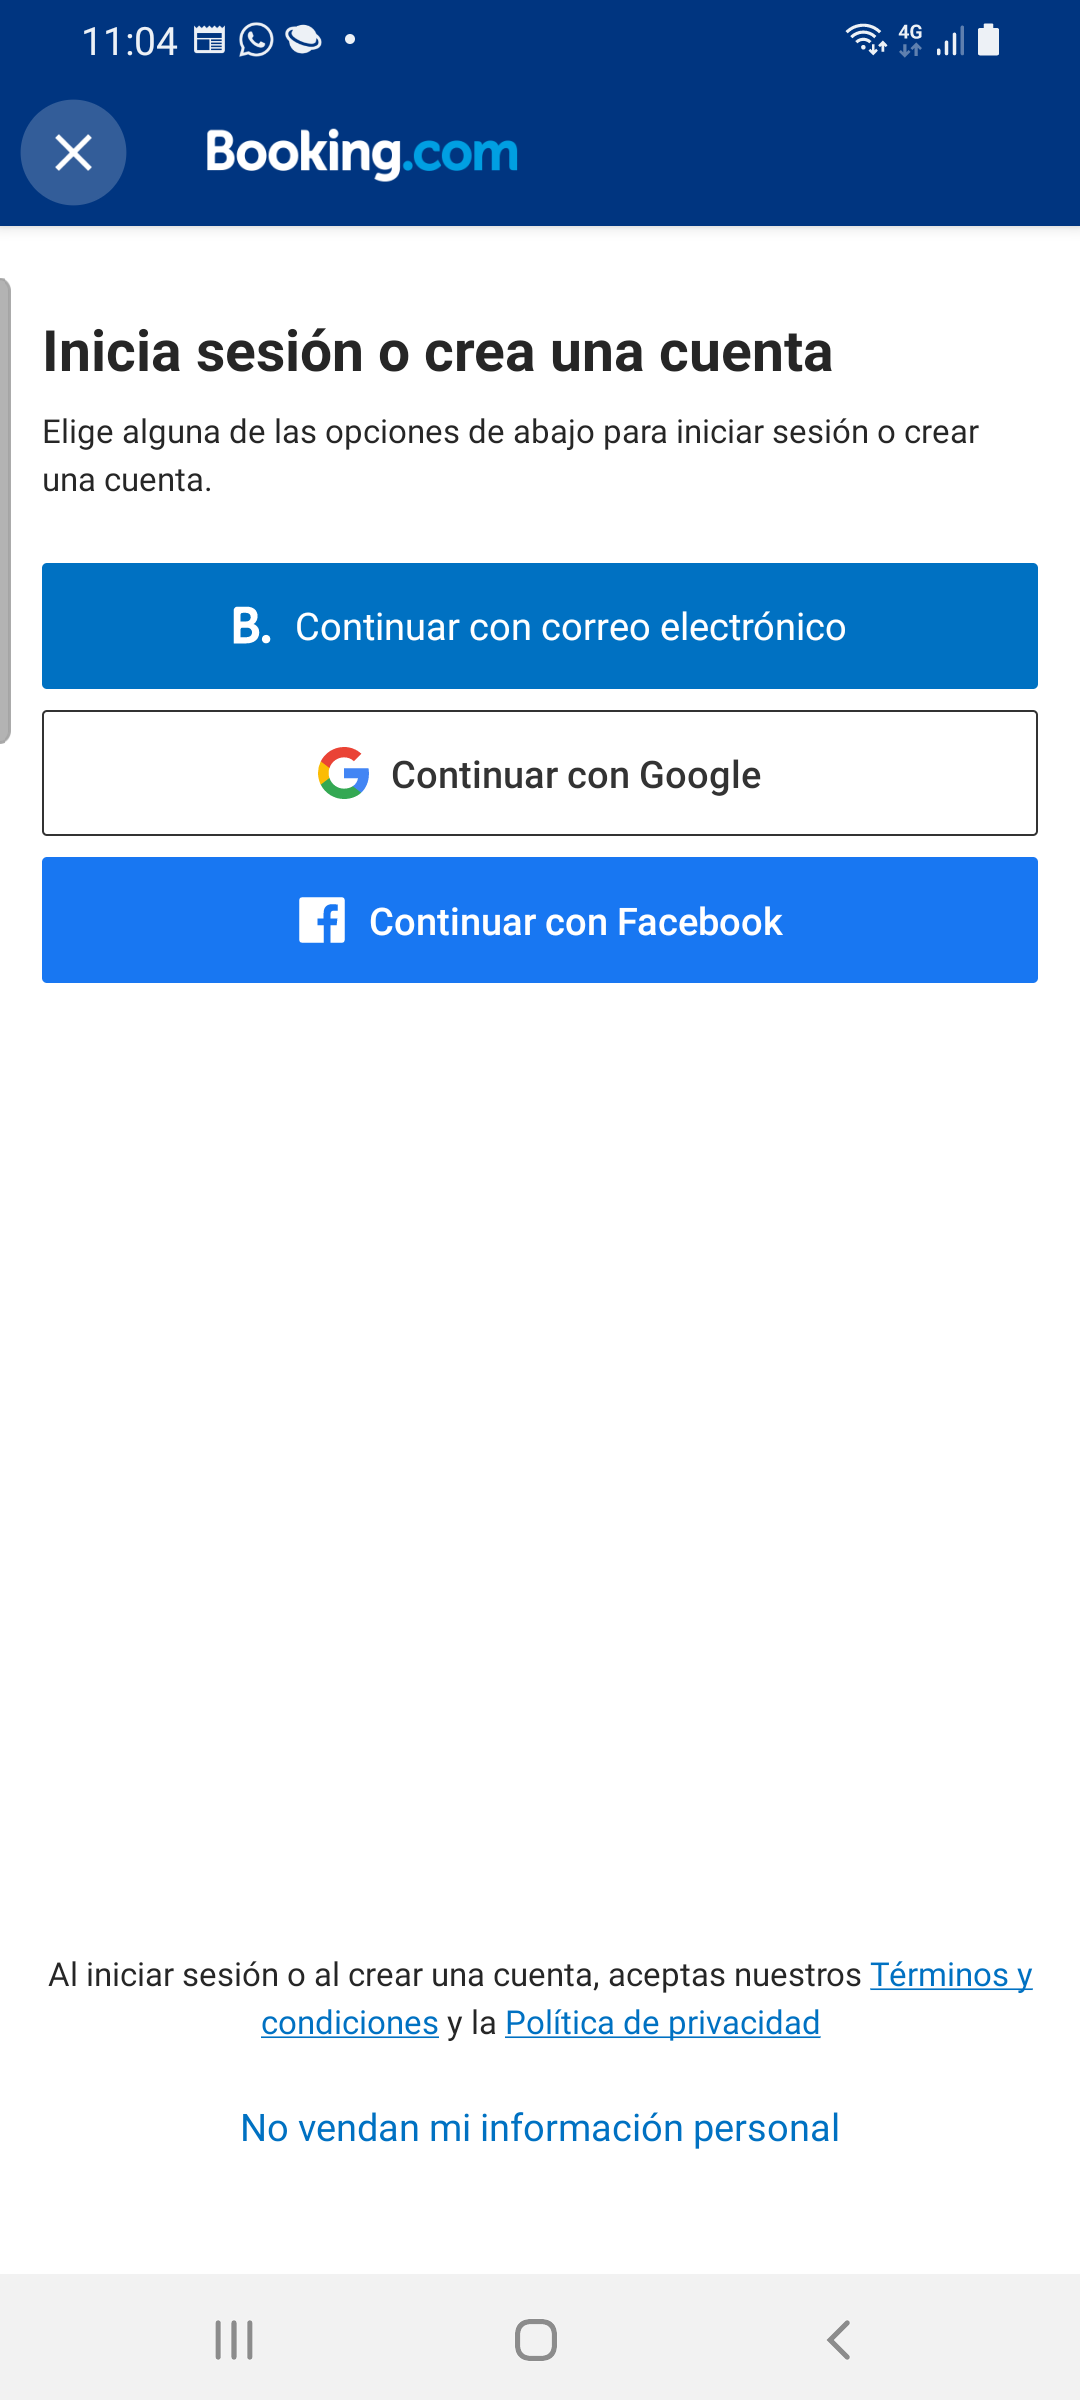 11:04
4G
Booking.com
Inicia sesión o crea una cuenta
Elige alguna de las opciones de abajo para iniciar sesión o crear
una cuenta.
B. Continuar con correo electrónico
Continuar con Google
Continuar con Facebook
Al iniciar sesión o al crear una cuenta, aceptas nuestros Términos y
condiciones y la Política de privacidad
No vendan mi información personal